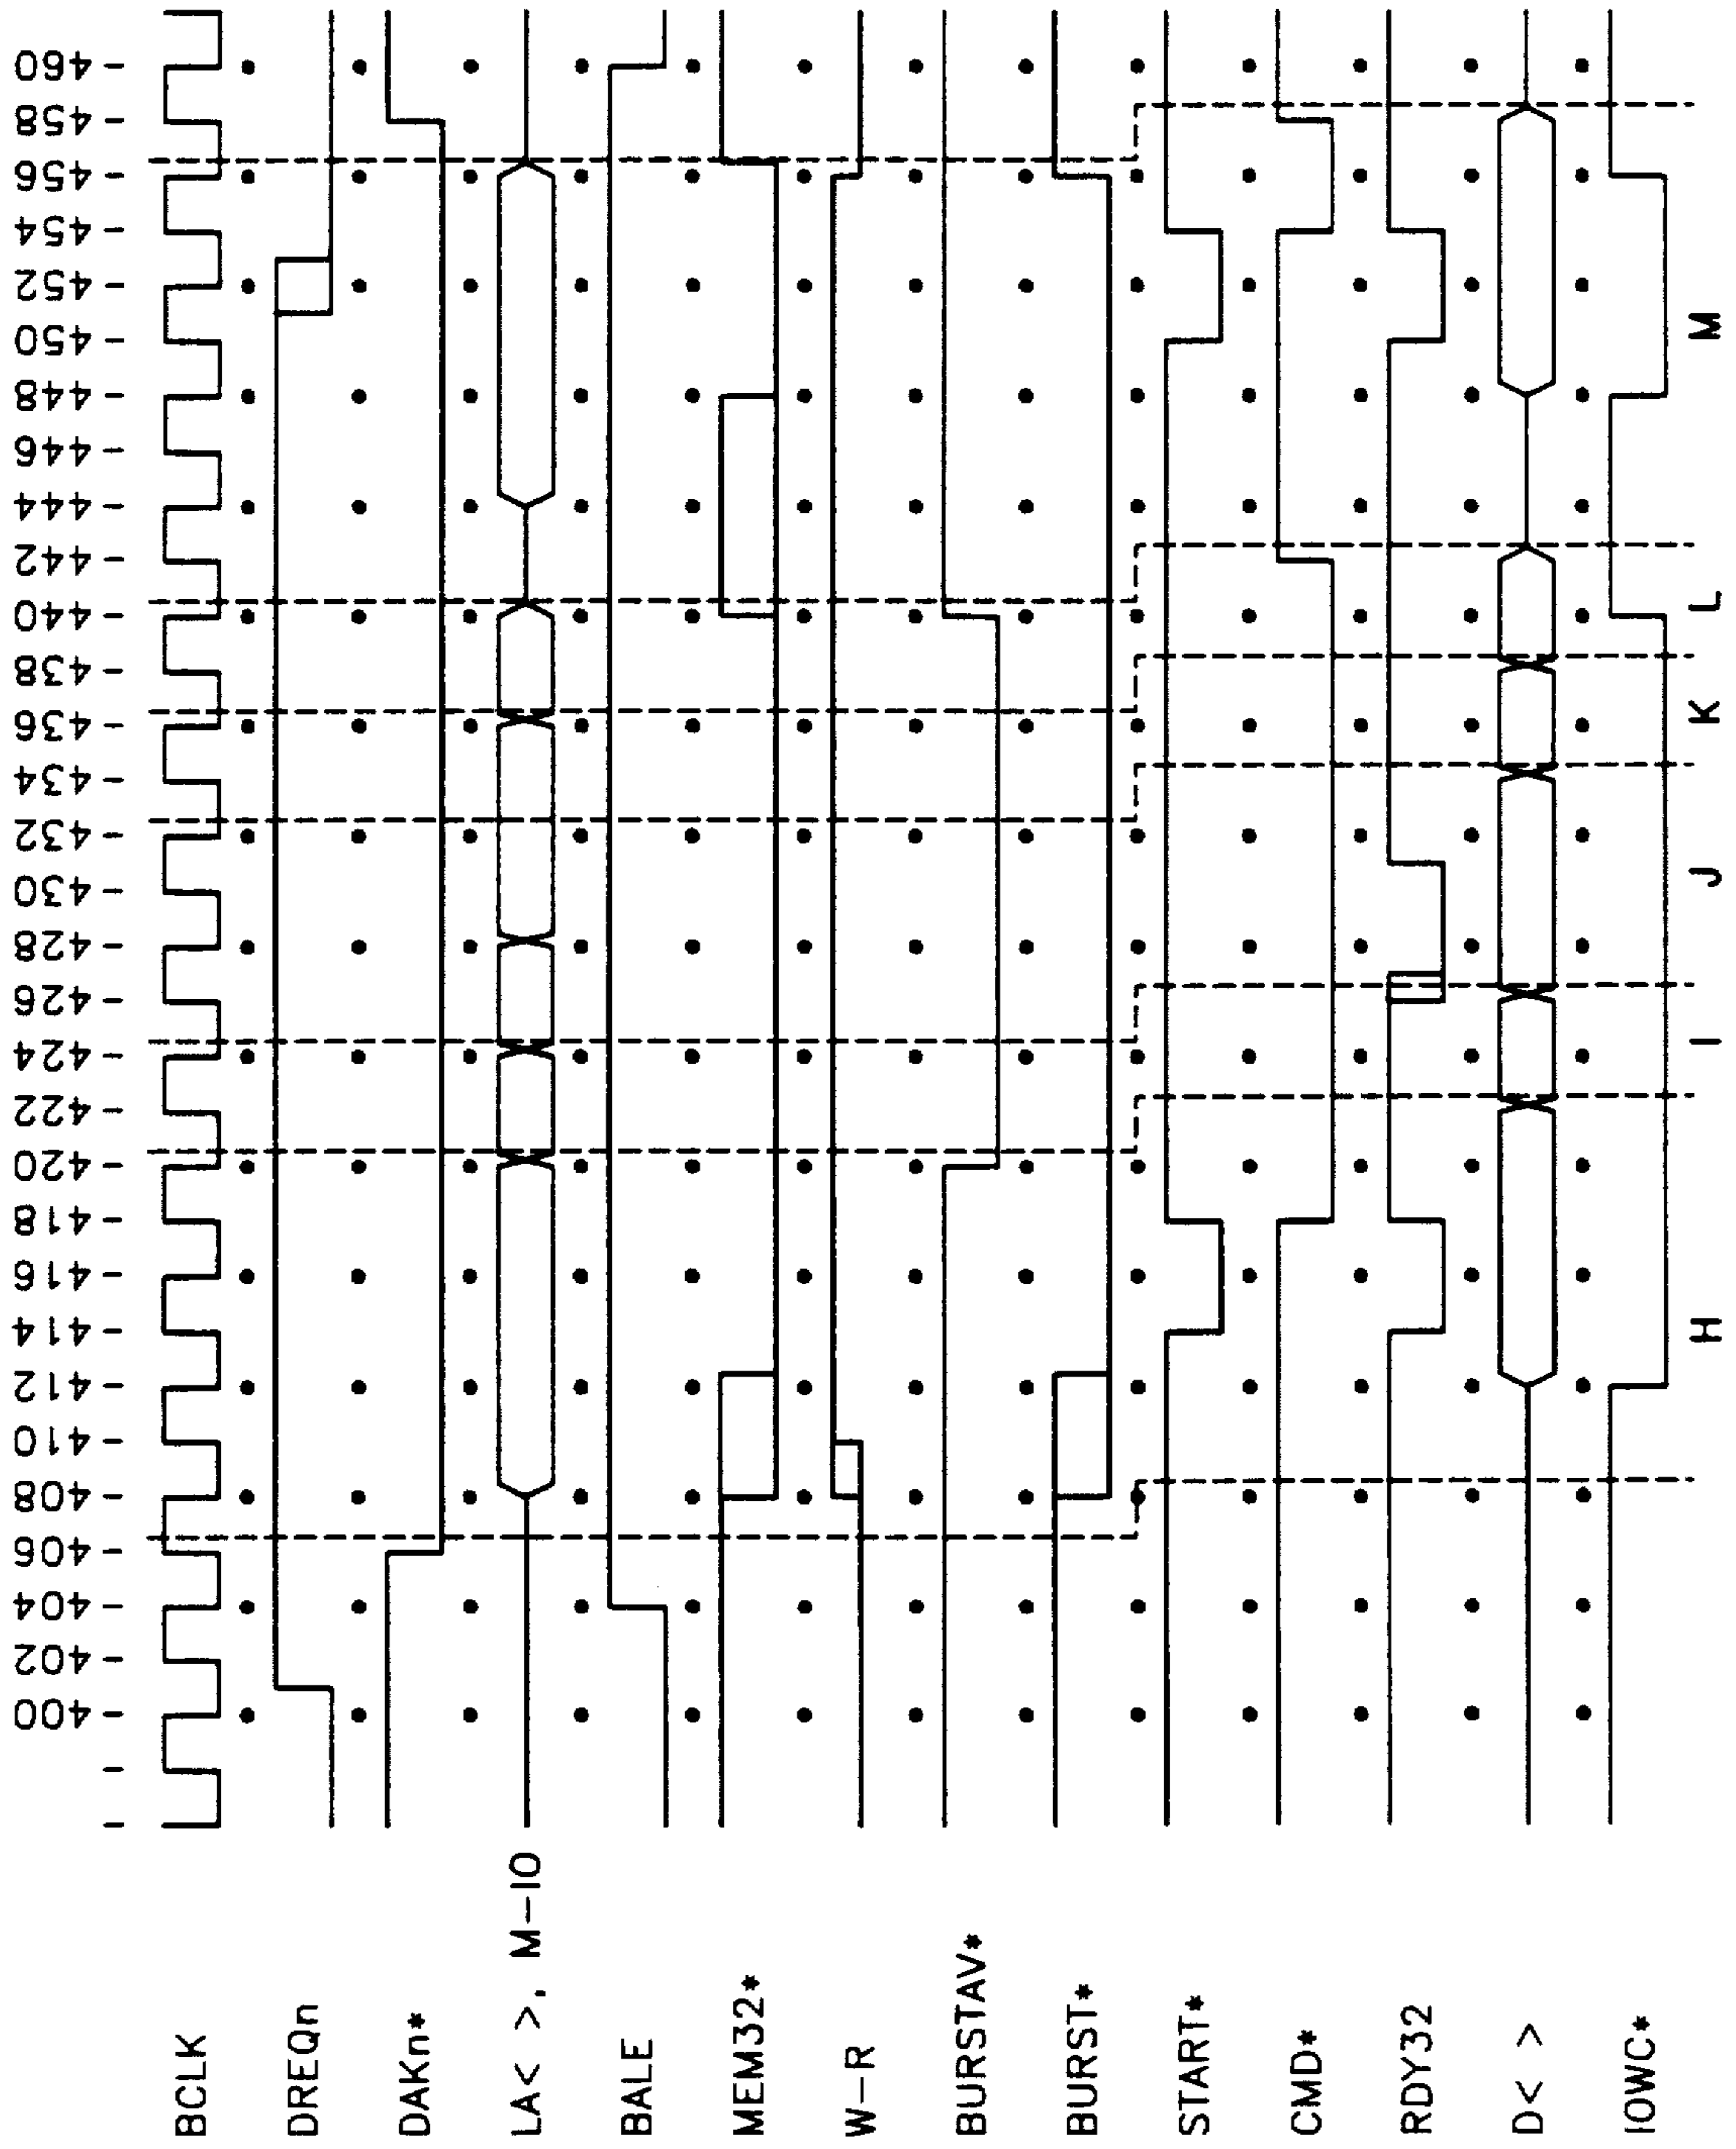 400 402 404 406 408 410 412 414 416 418 420 422 424 426 428 430 432 434 436 438 440 442 444 446 448 450 452 454 456 458 460
BCLK
DREQn
DAKn*
LA< >, M-IO
BALE
MEM32*
W-R
BURSTAV*
BURST*
START*
CMD*
RDY32
D< >
IOWC*
H I J K L M